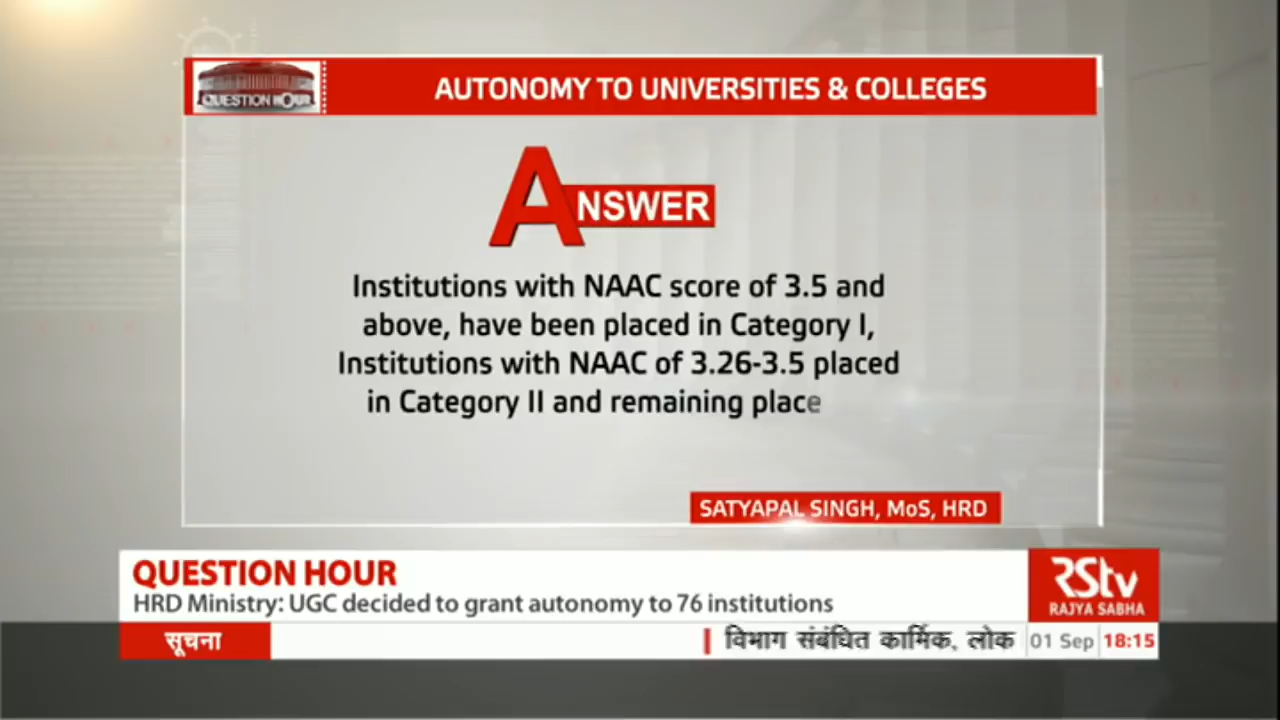 QUESTION HOUR
AUTONOMY TO UNIVERSITIES & COLLEGES
ANSWER
Institutions with NAAC score of 3.5 and
above, have been placed in Category I,
Institutions with NAAC of 3.26-3.5 placed
in Category II and remaining place
SATYAPAL SINGH, MoS, HRD
QUESTION HOUR
HRD Ministry: UGC decided to grant autonomy to 76 institutions
RStv
RAJYA SABHA
सूचना
विभाग संबंधित कार्मिक, लोक
01 Sep 18:15